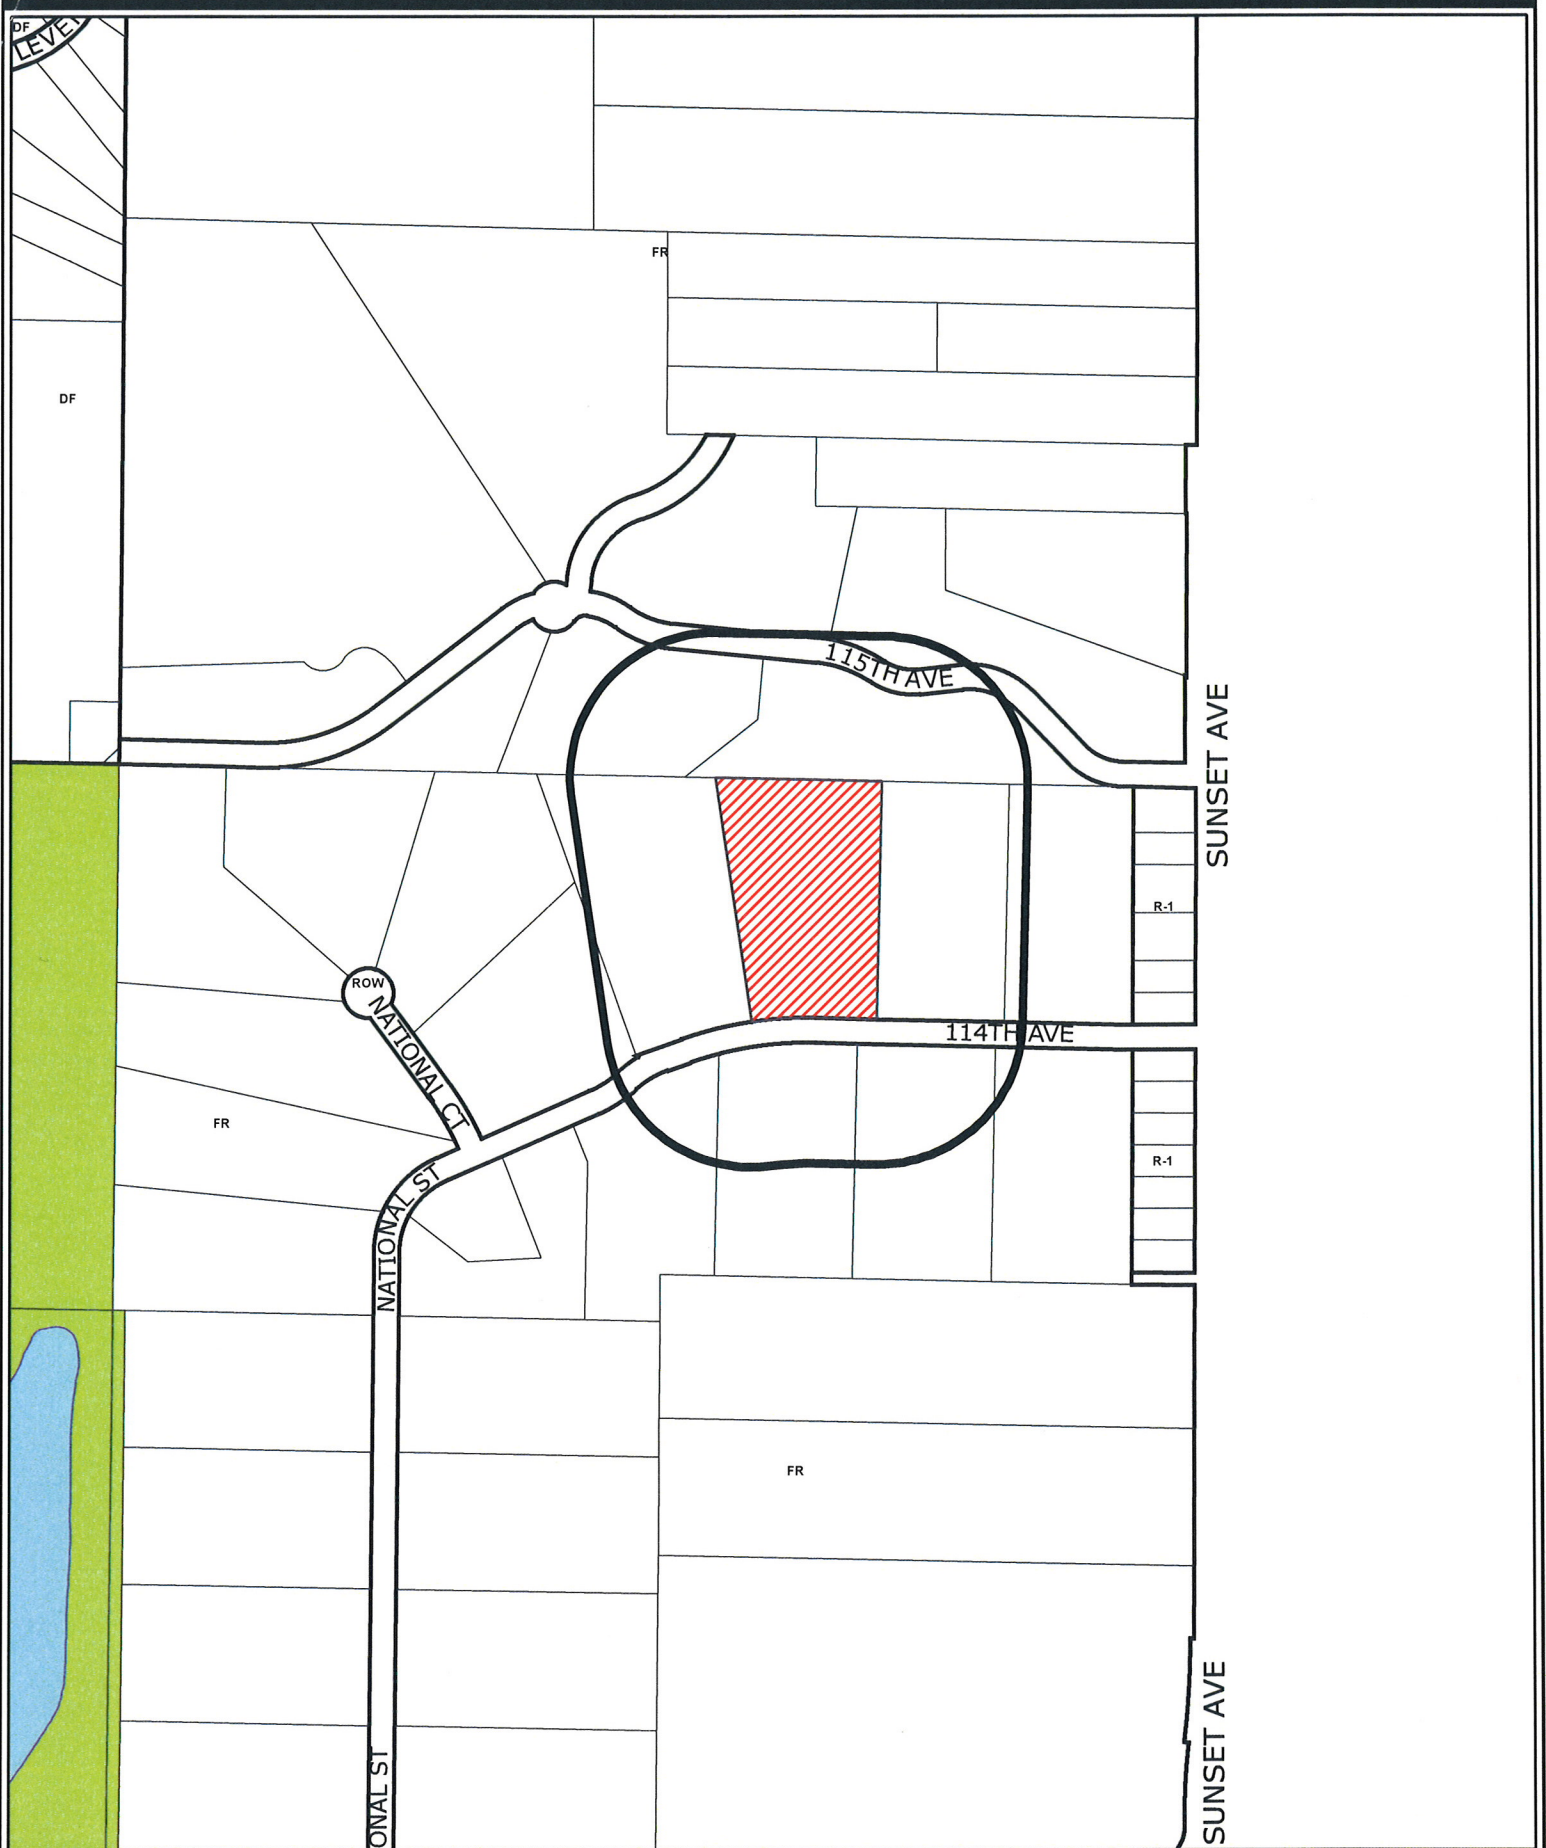 DF
LEVE
FR
DF
115TH AVE
SUNSET AVE
R-1
ROW
NATIONAL CT
114TH AVE
FR
R-1
NATIONAL ST
FR
SUNSET AVE
ONAL ST